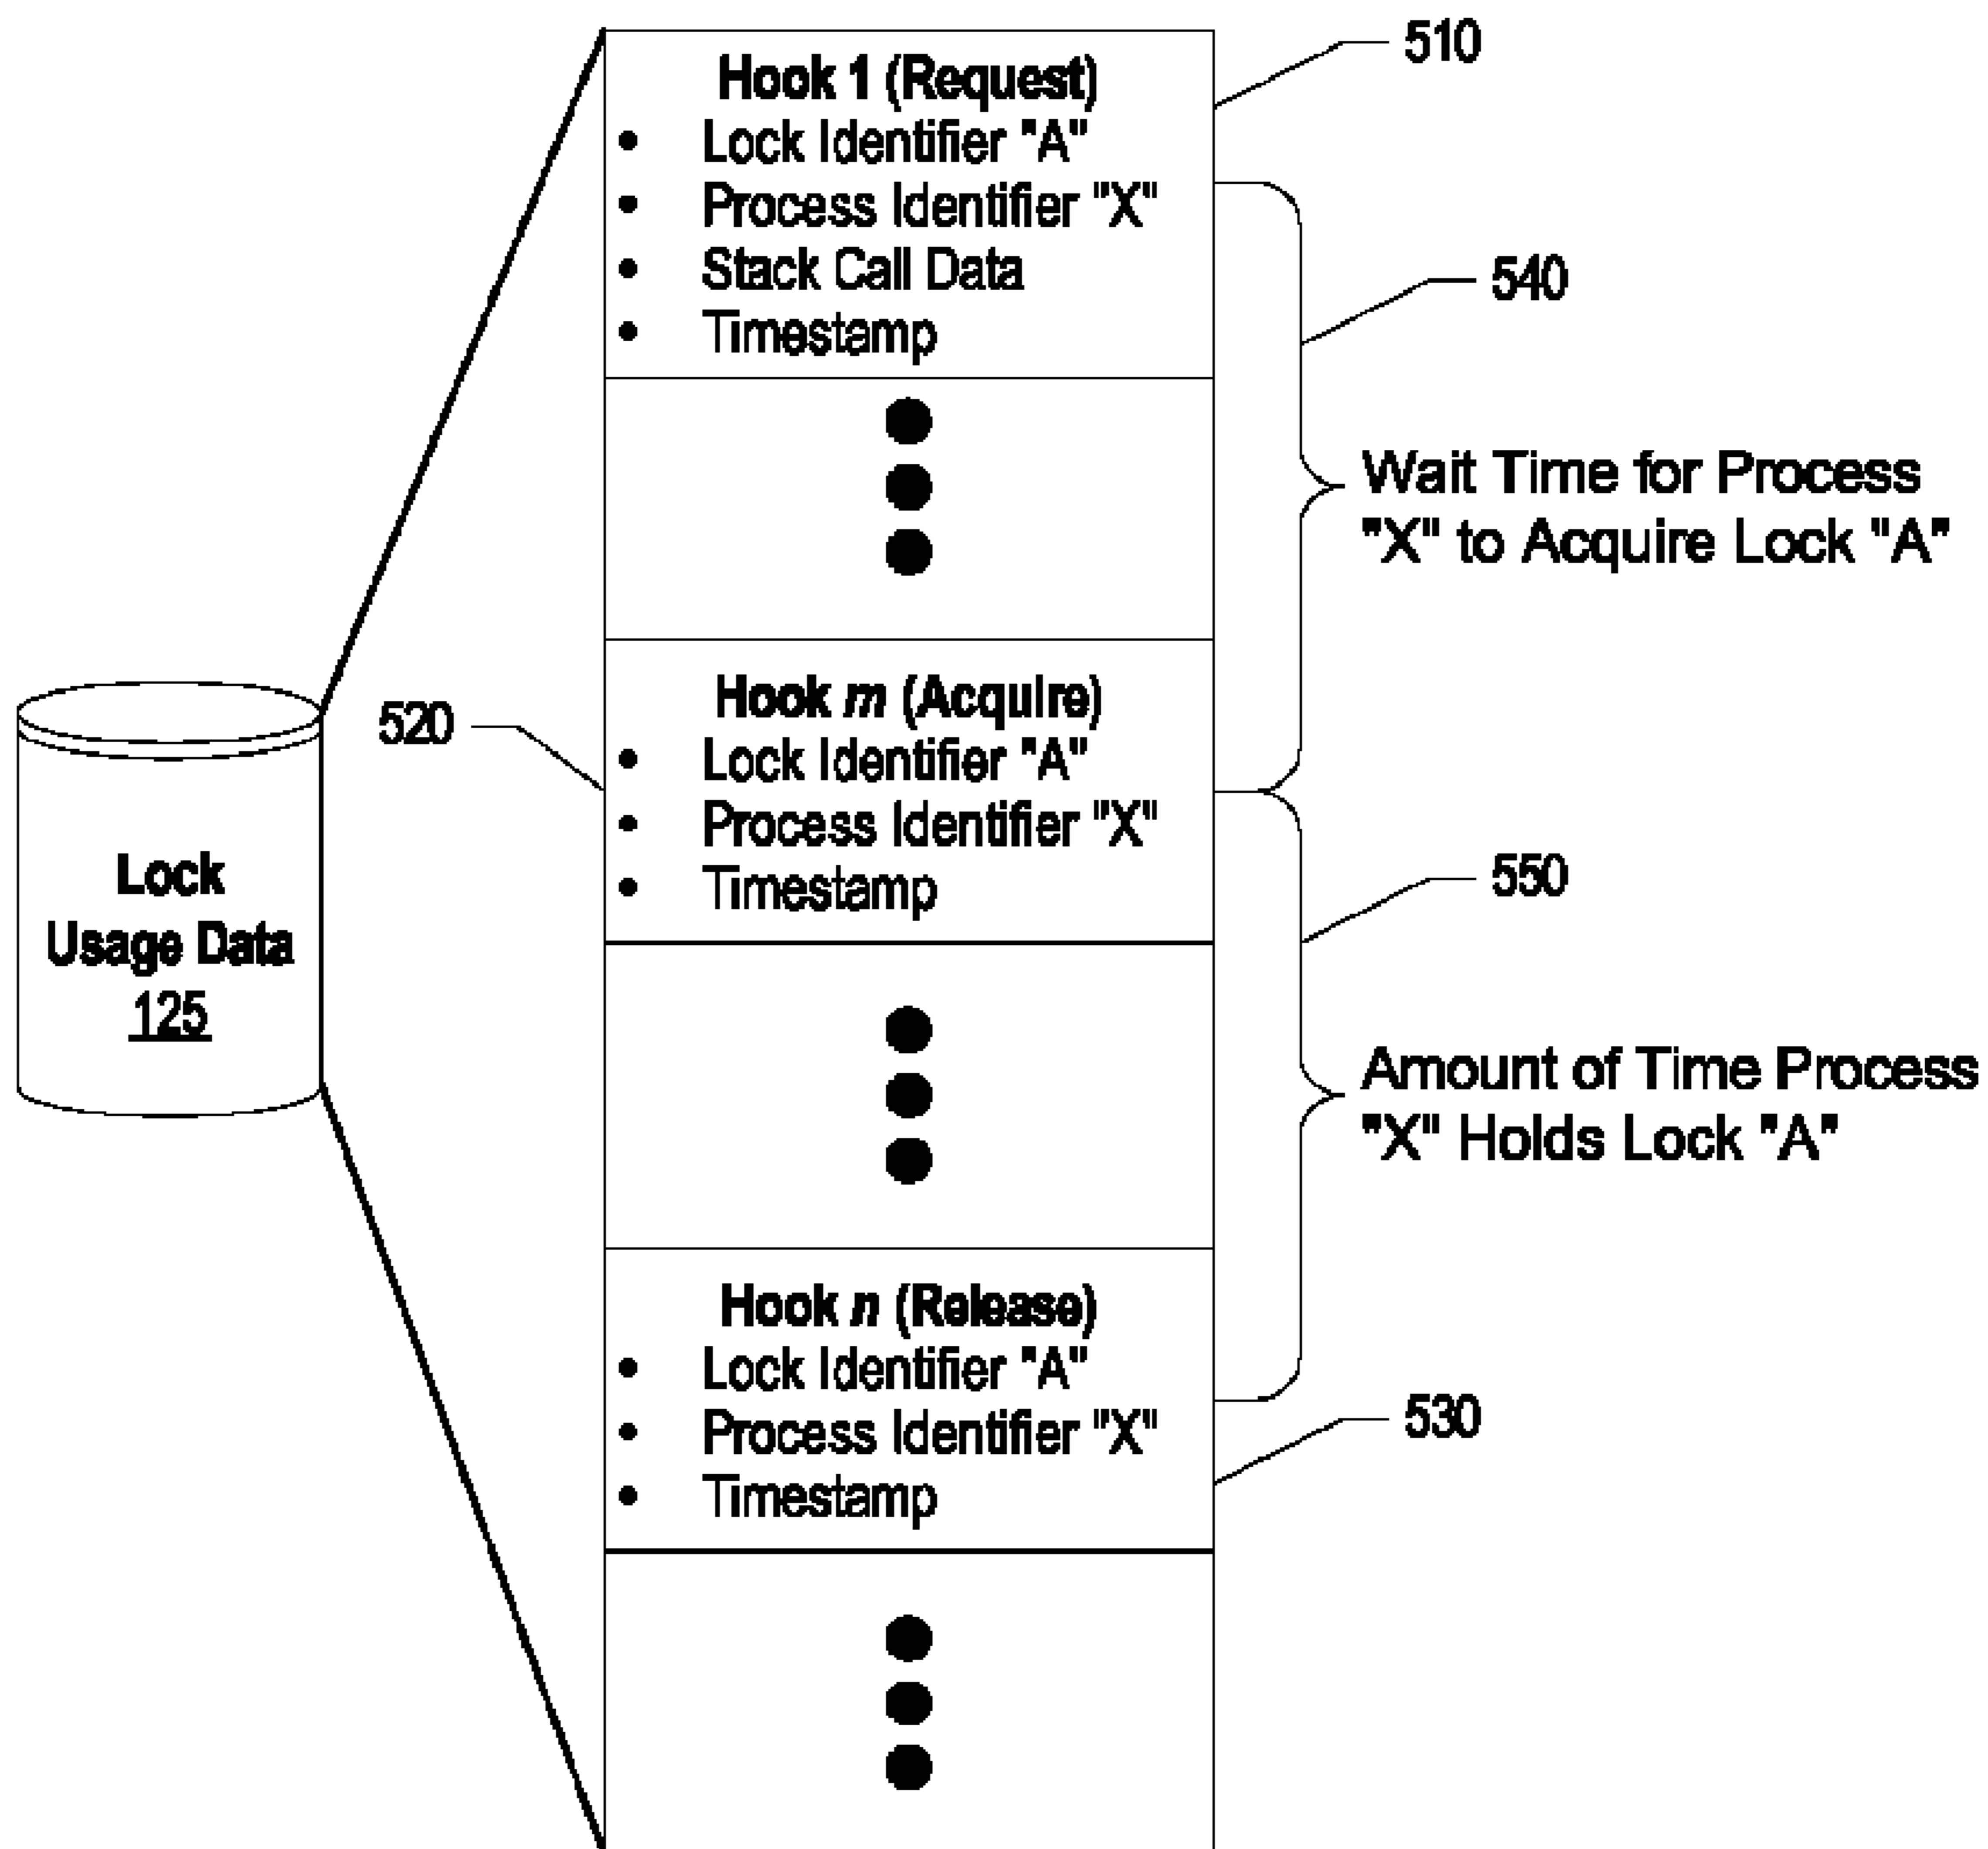 Hook 1 (Request)
• Lock Identifier "A"
• Process Identifier "X"
• Stack Call Data
• Timestamp
510
540
Wait Time for Process
"X" to Acquire Lock "A"
Hook m (Acquire)
• Lock Identifier "A"
• Process Identifier "X"
• Timestamp
520
Lock
Usage Data
125
550
Amount of Time Process
"X" Holds Lock "A"
Hook n (Release)
• Lock Identifier "A"
• Process Identifier "X"
• Timestamp
530